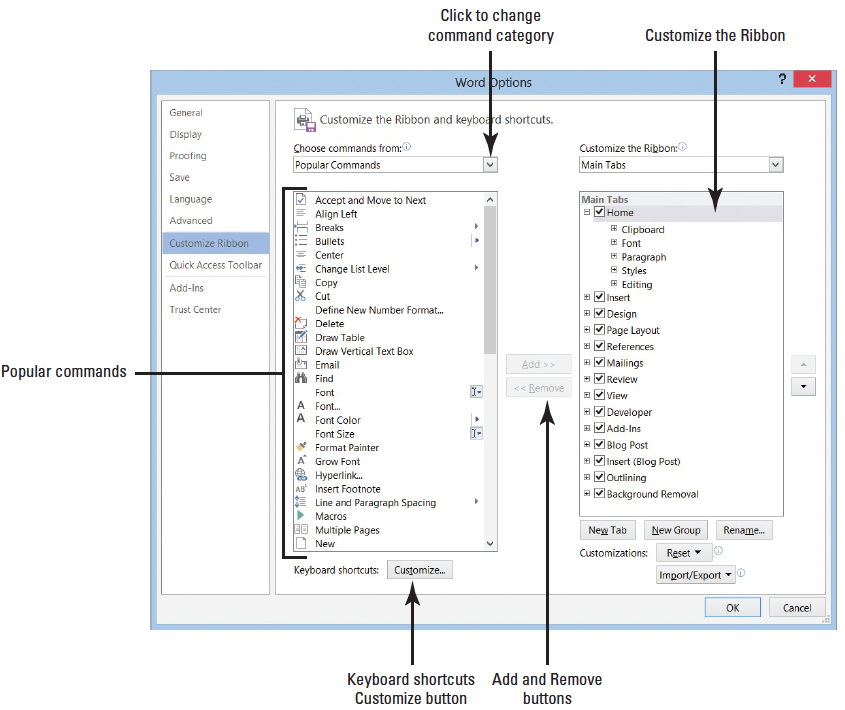 Click to change
command category
Customize the Ribbon
Word Options
?
General
Display
Proofing
Save
Language
Advanced
Customize Ribbon
Quick Access Toolbar
Add-Ins
Trust Center
Customize the Ribbon and keyboard shortcuts.
Choose commands from:
Popular Commands
Accept and Move to Next
Align Left
Breaks
Bullets
Center
Change List Level
Copy
Cut
Define New Number Format...
Delete
Draw Table
Draw Vertical Text Box
Email
Find
Font
Font...
Font Color
Font Size
Format Painter
Grow Font
Hyperlink...
Insert Footnote
Line and Paragraph Spacing
Macros
Multiple Pages
New
Keyboard shortcuts: Customize...
Popular commands
Add >>
<< Remove
Customize the Ribbon:
Main Tabs
Main Tabs
Home
Clipboard
Font
Paragraph
Styles
Editing
Insert
Design
Page Layout
References
Mailings
Review
View
Developer
Add-Ins
Blog Post
Insert (Blog Post)
Outlining
Background Removal
New Tab New Group Rename...
Customizations: Reset
Import/Export
OK Cancel
Keyboard shortcuts
Customize button
Add and Remove
buttons